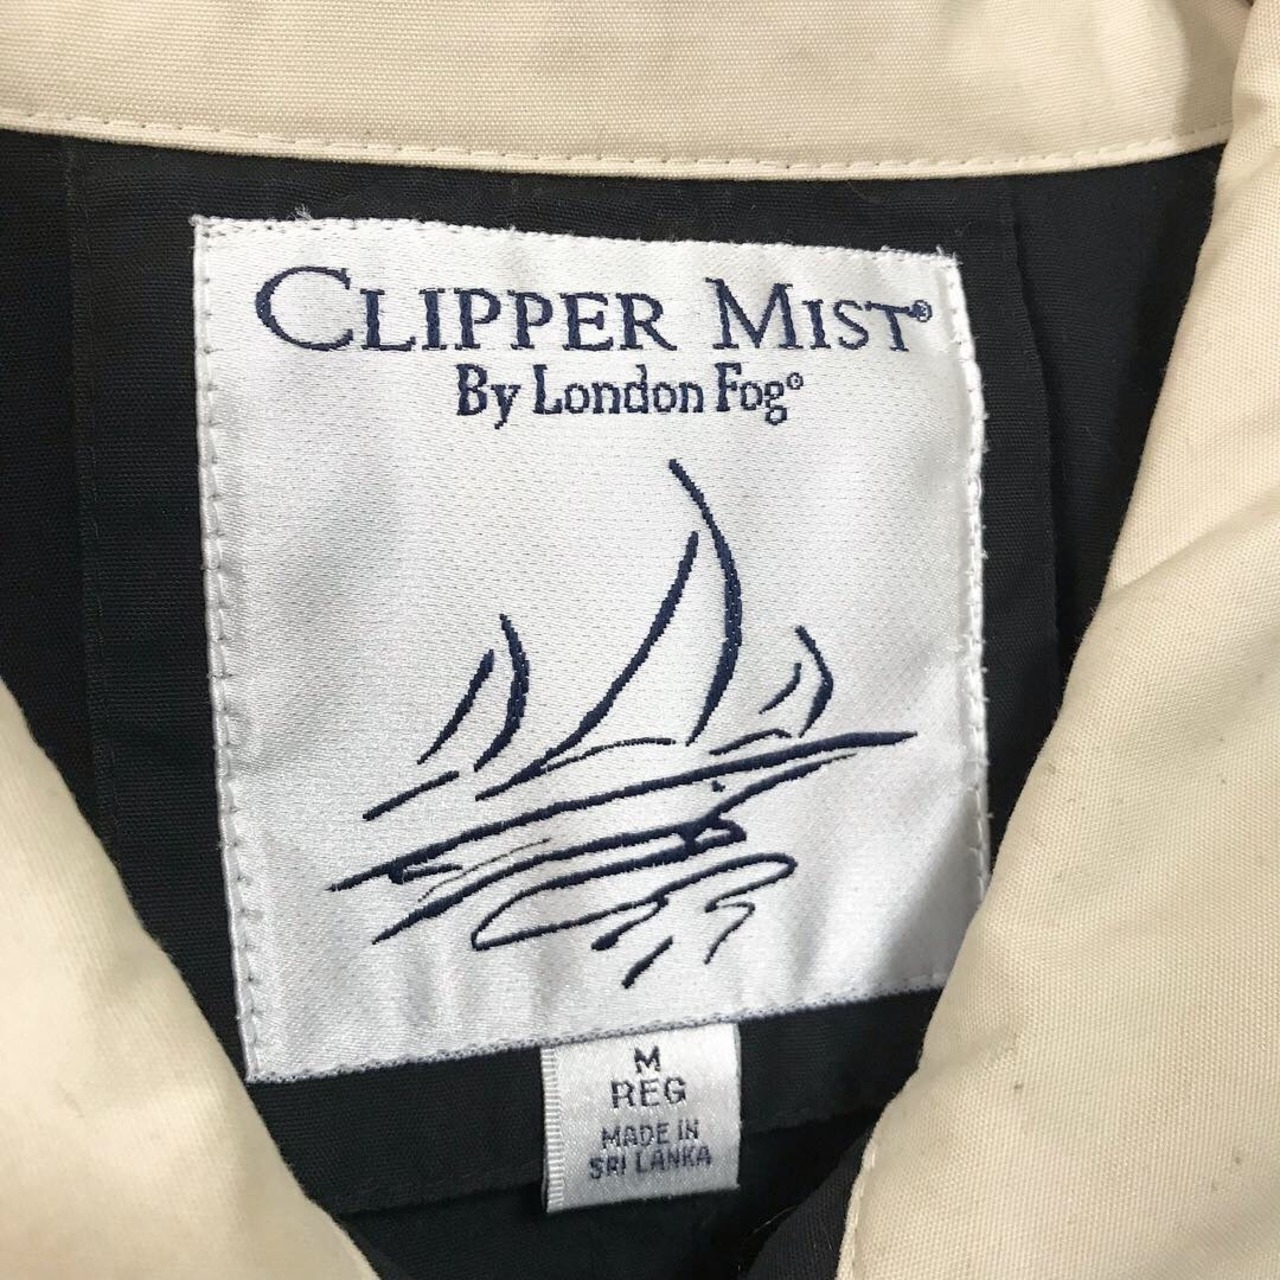 CLIPPER MIST®
By London Fog®
M
REG
MADE IN
SRI LANKA